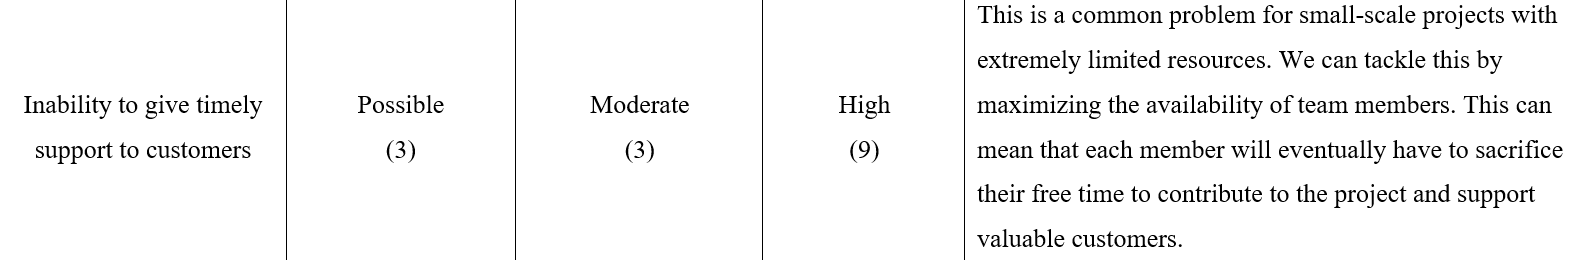 Inability to give timely
support to customers
Possible
(3)
Moderate
(3)
High
(9)
This is a common problem for small-scale projects with
extremely limited resources. We can tackle this by
maximizing the availability of team members. This can
mean that each member will eventually have to sacrifice
their free time to contribute to the project and support
valuable customers.